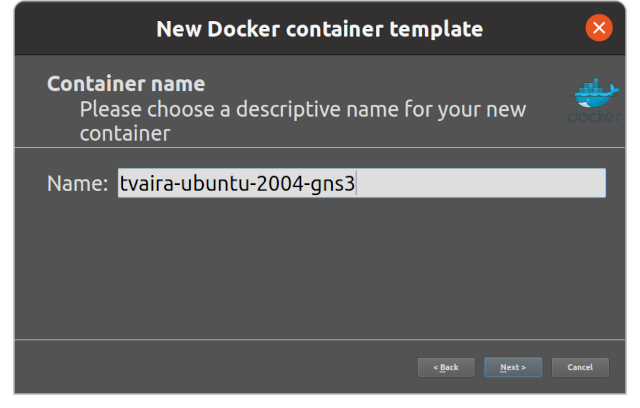 New Docker container template
Container name
Please choose a descriptive name for your new
container
docker
Name: tvaira-ubuntu-2004-gns3
< Back
Next >
Cancel